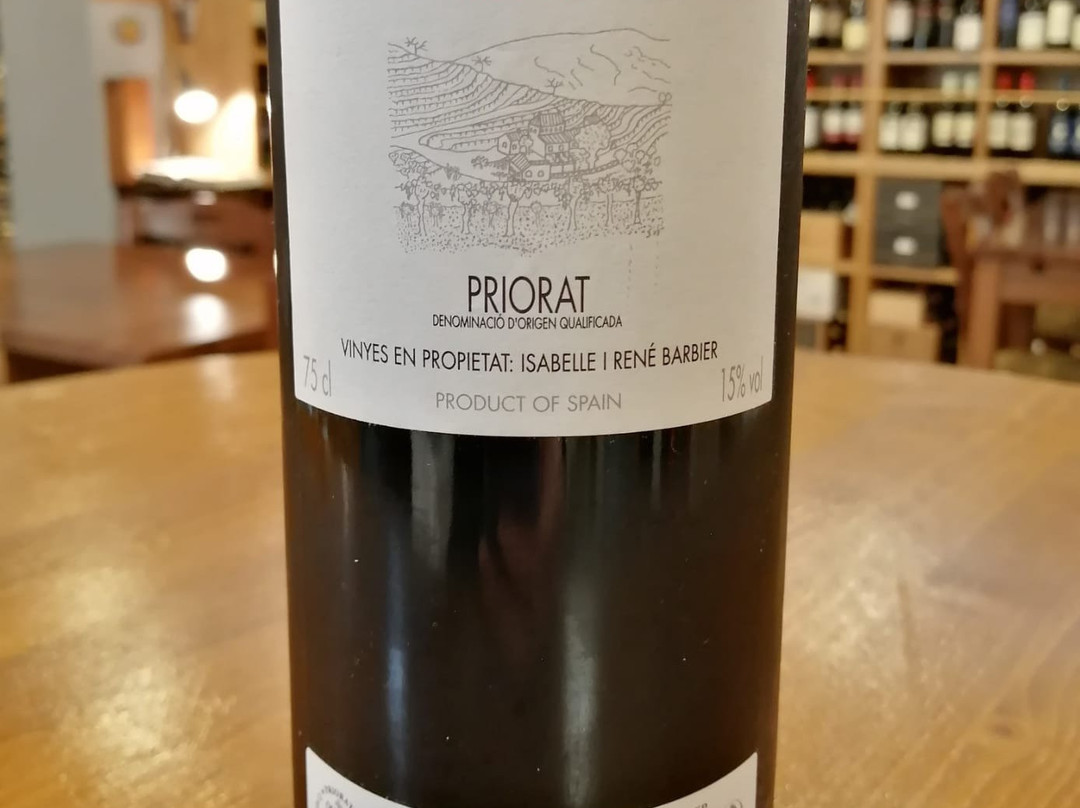 PRIORAT
DENOMINACIÓ D'ORIGEN QUALIFICADA
VINYES EN PROPIETAT: ISABELLE I RENÉ BARBIER
75 cl
15% vol
PRODUCT OF SPAIN